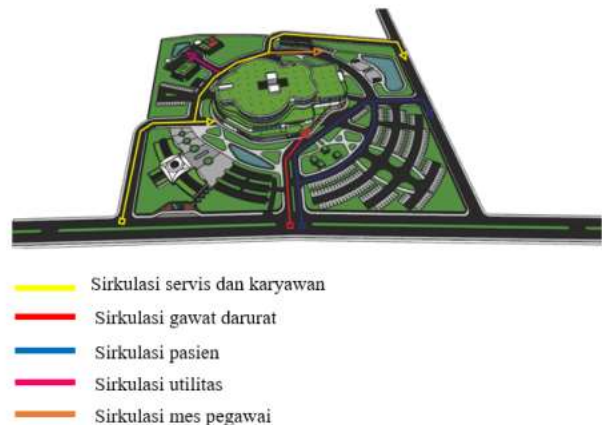 Sirkulasi servis dan karyawan
Sirkulasi gawat darurat
Sirkulasi pasien
Sirkulasi utilitas
Sirkulasi mes pegawai